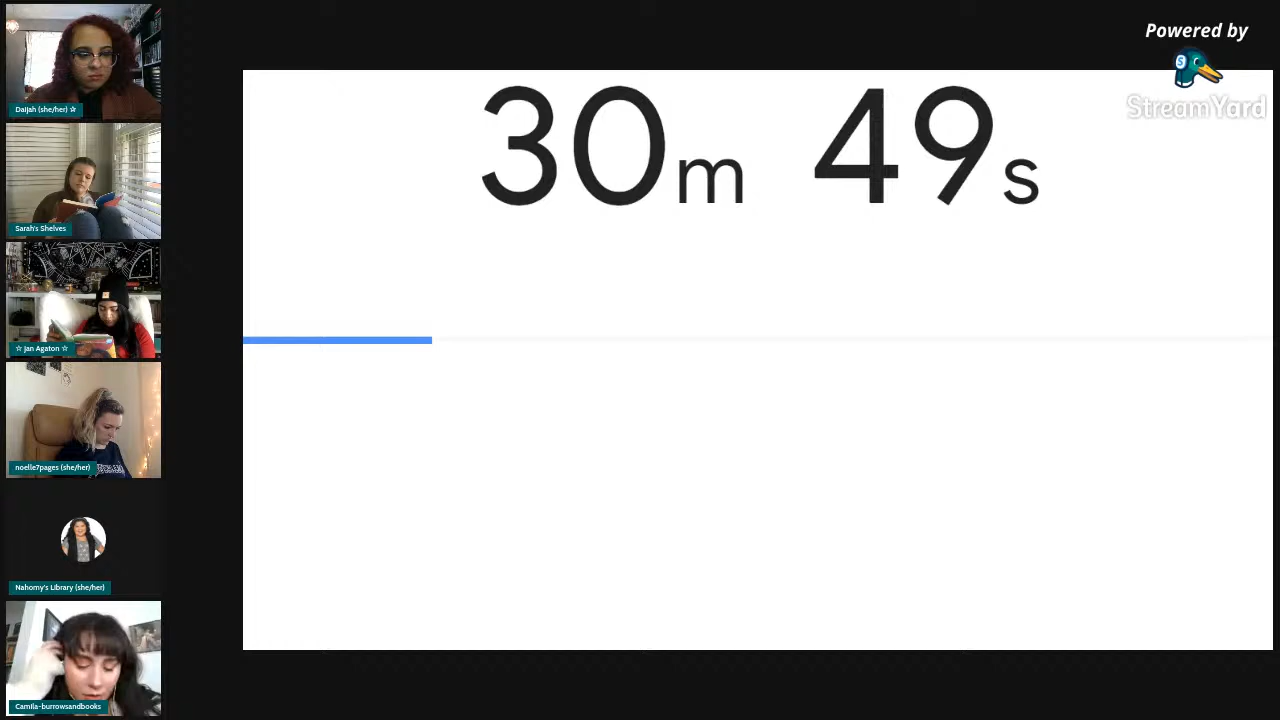 Powered by
StreamYard
30m 49s
Daijah (she/her) ☆
Sarah's Shelves
☆ Jan Agaton ☆
noelle7pages (she/her)
Nahomy's Library (she/her)
Camila-burrowsandbooks